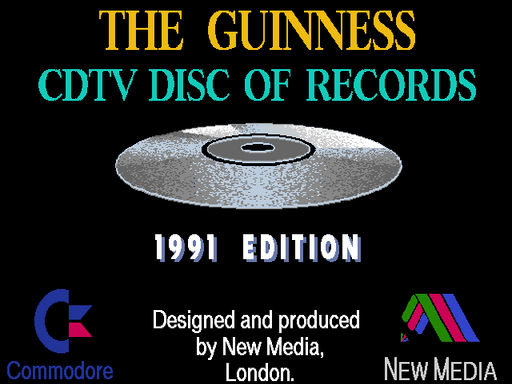 THE GUINNESS
CDTV DISC OF RECORDS
1991 EDITION
Designed and produced
by New Media,
London.
Commodore
NEW MEDIA